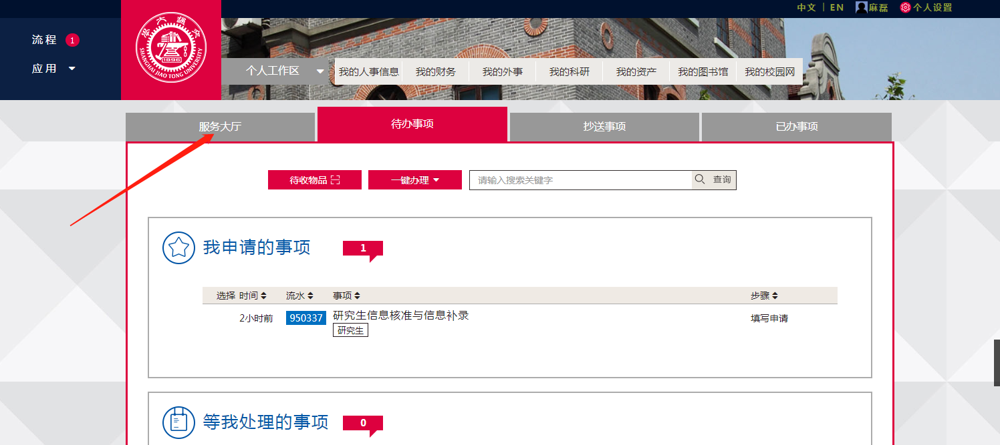 中文 | EN 麻磊 个人设置
流程 1
应用
SHANGHAI JIAO TONG UNIVERSITY
1896
个人工作区 我的人事信息 我的财务 我的外事 我的科研 我的资产 我的图书馆 我的校园网
服务大厅 待办事项 抄送事项 已办事项
待收物品 一键办理 请输入搜索关键字 查询
我申请的事项 1
选择 时间 流水 事项 步骤
2小时前 950337 研究生信息核准与信息补录 填写申请
研究生
等我处理的事项 0